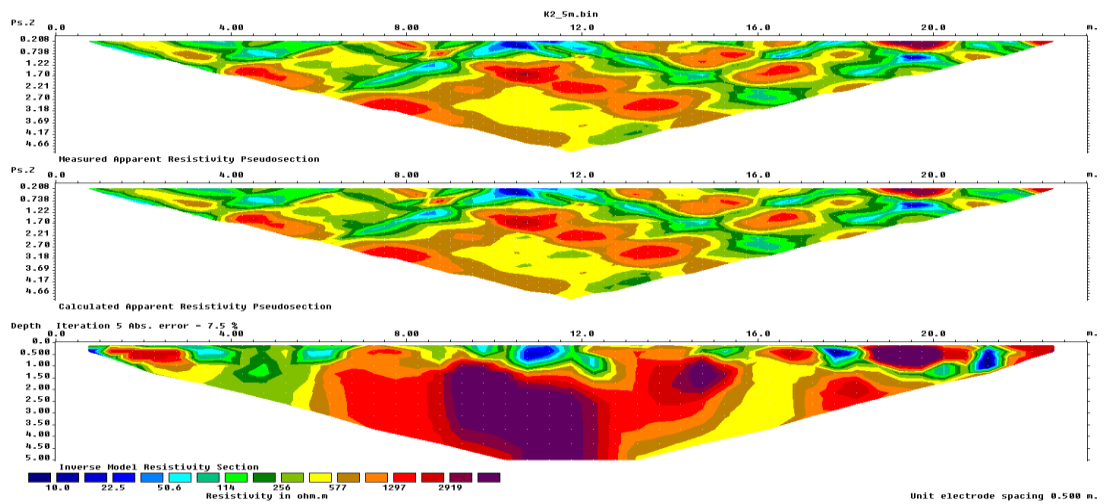 K2_5m.bin
Ps.Z 0.0 4.00 8.00 12.0 16.0 20.0 m.
0.208
0.730
1.22
1.70
2.21
2.70
3.18
3.69
4.17
4.66
Measured Apparent Resistivity Pseudosection
Ps.Z 0.0 4.00 8.00 12.0 16.0 20.0 m.
0.208
0.730
1.22
1.70
2.21
2.70
3.18
3.69
4.17
4.66
Calculated Apparent Resistivity Pseudosection
Depth Iteration 5 Abs. error = 7.5 %
0.0 4.00 8.00 12.0 16.0 20.0 m.
0.0
0.500
1.00
1.50
2.00
2.50
3.00
3.50
4.00
4.50
5.00
Inverse Model Resistivity Section
10.0 22.5 50.6 114 256 577 1297 2919
Resistivity in ohm.m
Unit electrode spacing 0.500 m.